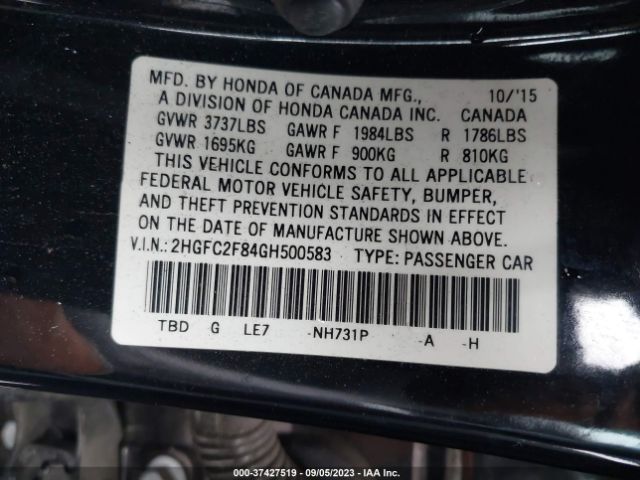 MFD. BY HONDA OF CANADA MFG., 10/'15
A DIVISION OF HONDA CANADA INC. CANADA
GVWR 3737LBS GAWR F 1984LBS R 1786LBS
GVWR 1695KG GAWR F 900KG R 810KG
THIS VEHICLE CONFORMS TO ALL APPLICABLE
FEDERAL MOTOR VEHICLE SAFETY, BUMPER,
AND THEFT PREVENTION STANDARDS IN EFFECT
ON THE DATE OF MANUFACTURE SHOWN ABOVE.
V.I.N.: 2HGFC2F84GH500583 TYPE: PASSENGER CAR
TBD G LE7 -NH731P -A -H
000-37427519 - 09/05/2023 - IAA Inc.